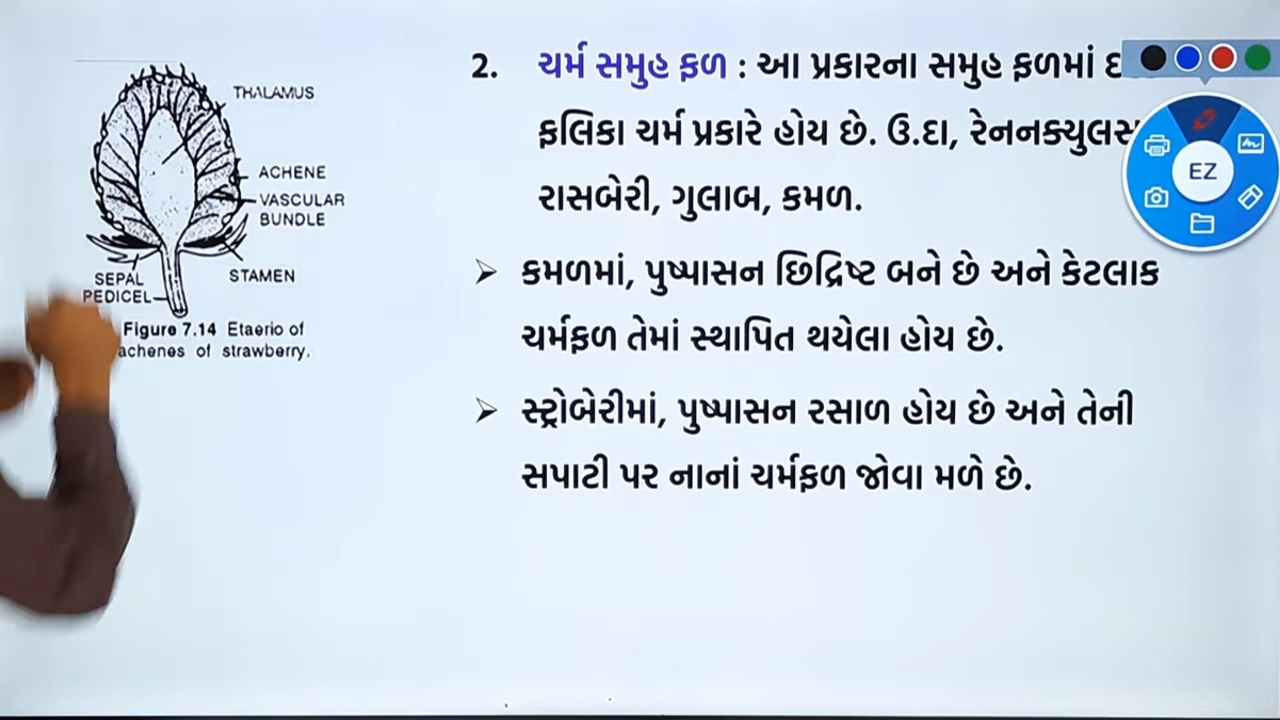 THALAMUS
ACHENE
VASCULAR
BUNDLE
STAMEN
SEPAL
PEDICEL
Figure 7.14 Etaerio of
achenes of strawberry.
2. ચર્મ સમુહ ફળ : આ પ્રકારના સમુહ ફળમાં
ફલિકા ચર્મ પ્રકારે હોય છે. ઉ.દા, રેનનક્યુલસ
રાસબેરી, ગુલાબ, કમળ.
➢ કમળમાં, પુષ્પાસન છિદ્રિષ્ટ બને છે અને કેટલાક
ચર્મફળ તેમાં સ્થાપિત થયેલા હોય છે.
➢ સ્ટ્રોબેરીમાં, પુષ્પાસન રસાળ હોય છે અને તેની
સપાટી પર નાનાં ચર્મફળ જોવા મળે છે.
EZ